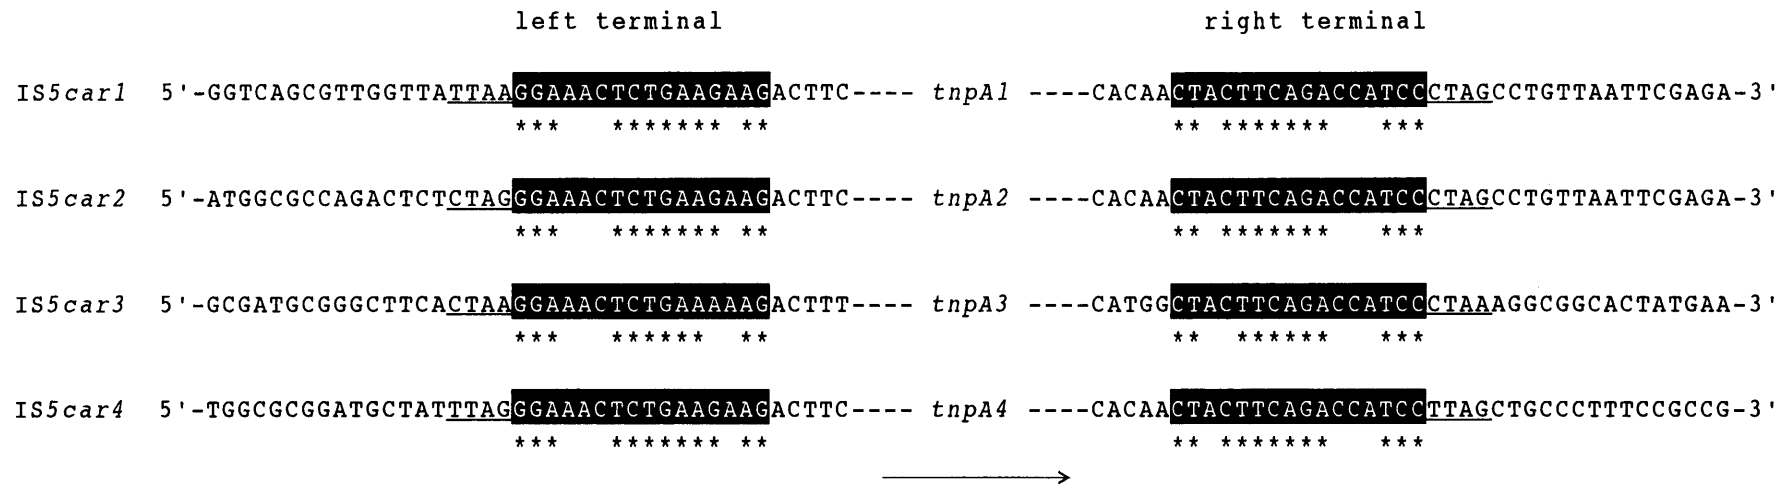 left terminal right terminal
IS5car1 5'-GGTCAGCGTTGGTTATTAAGGAAACTCTGAAGAAGACTTC---- tnpA1 ----CACAACTACTTCAGACCATCCCTAGCCTGTTAATTCGAGA-3'
*** ******* ** ** ******* ***
IS5car2 5'-ATGGCGCCAGACTCTCTAGGGAAACTCTGAAGAAGACTTC---- tnpA2 ----CACAACTACTTCAGACCATCCCTAGCCTGTTAATTCGAGA-3'
*** ******* ** ** ******* ***
IS5car3 5'-GCGATGCGGGCTTCACTAAGGAAACTCTGAAAAAGACTTT---- tnpA3 ----CATGGCTACTTCAGACCATCCCTAAAGGCGGCACTATGAA-3'
*** ****** ** ** ****** ***
IS5car4 5'-TGGCGCGGATGCTATTTAGGGAAACTCTGAAGAAGACTTC---- tnpA4 ----CACAACTACTTCAGACCATCCTTAGCTGCCCTTTCCGCCG-3'
*** ******* ** ** ******* ***